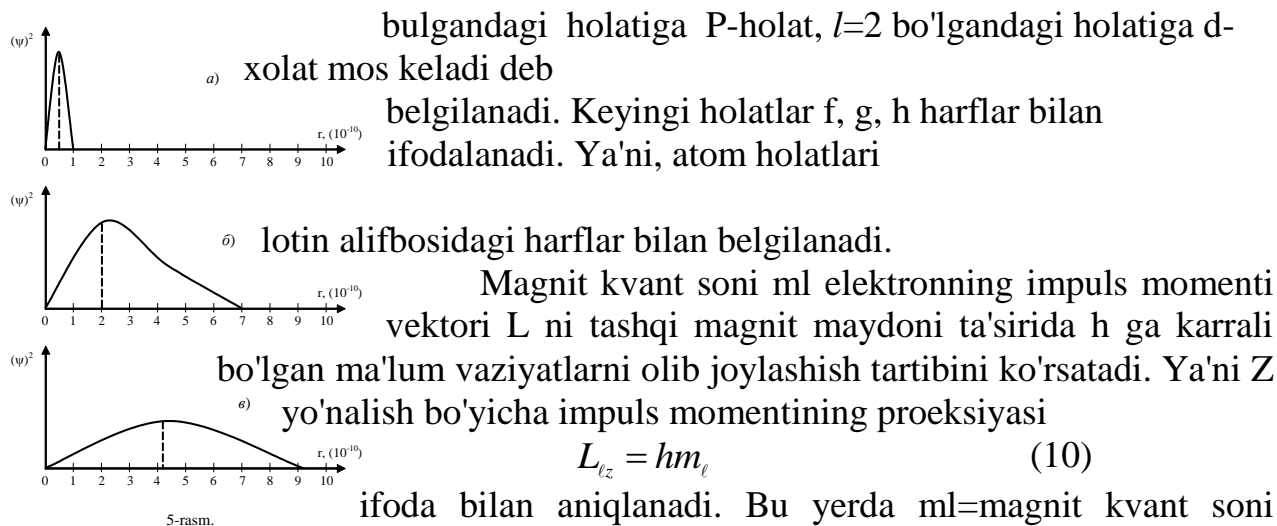 bulgandagi holatiga P-holat, l=2 bo'lgandagi holatiga d-
xolat mos keladi deb
belgilanadi. Keyingi holatlar f, g, h harflar bilan
ifodalanadi. Ya'ni, atom holatlari
lotin alifbosidagi harflar bilan belgilanadi.
Magnit kvant soni ml elektronning impuls momenti
vektori L ni tashqi magnit maydoni ta'sirida h ga karrali
bo'lgan ma'lum vaziyatlarni olib joylashish tartibini ko'rsatadi. Ya'ni Z
yo'nalish bo'yicha impuls momentining proeksiyasi
L_{ℓz} = hm_ℓ (10)
ifoda bilan aniqlanadi. Bu yerda ml=magnit kvant soni
(ψ)²
а)
r, (10⁻¹⁰)
0 1 2 3 4 5 6 7 8 9 10
(ψ)²
б)
r, (10⁻¹⁰)
0 1 2 3 4 5 6 7 8 9 10
(ψ)²
в)
r, (10⁻¹⁰)
0 1 2 3 4 5 6 7 8 9 10
5-rasm.